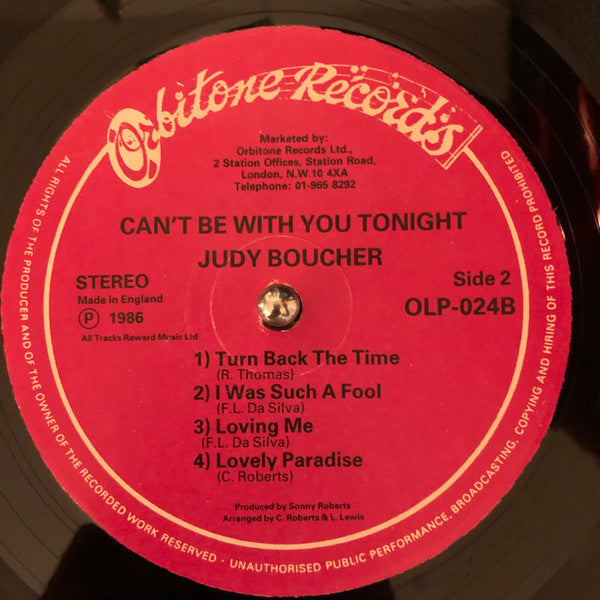 Orbitone Records
Marketed by:
Orbitone Records Ltd.,
2 Station Offices, Station Road,
London, N.W.10 4XA
Telephone: 01-965 8292
CAN'T BE WITH YOU TONIGHT
JUDY BOUCHER
STEREO
Made in England
℗ 1986
All Tracks Reward Music Ltd
Side 2
OLP-024B
1) Turn Back The Time
(R. Thomas)
2) I Was Such A Fool
(F.L. Da Silva)
3) Loving Me
(F.L. Da Silva)
4) Lovely Paradise
(C. Roberts)
Produced by Sonny Roberts
Arranged by C. Roberts & L. Lewis
ALL RIGHTS OF THE PRODUCER AND OF THE OWNER OF THE RECORDED WORK RESERVED · UNAUTHORISED PUBLIC PERFORMANCE, BROADCASTING, COPYING AND HIRING OF THIS RECORD PROHIBITED